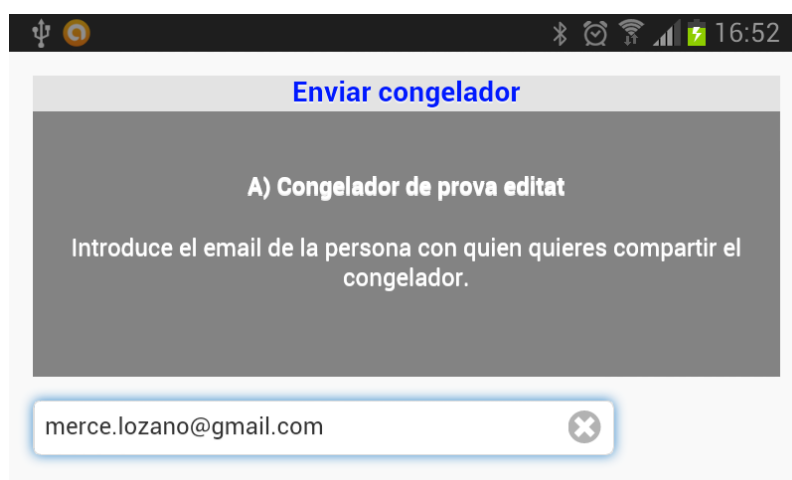 16:52
Enviar congelador
A) Congelador de prova editat
Introduce el email de la persona con quien quieres compartir el
congelador.
merce.lozano@gmail.com